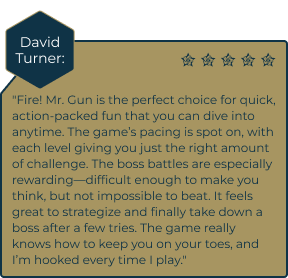 David
Turner:
"Fire! Mr. Gun is the perfect choice for quick,
action-packed fun that you can dive into
anytime. The game's pacing is spot on, with
each level giving you just the right amount
of challenge. The boss battles are especially
rewarding—difficult enough to make you
think, but not impossible to beat. It feels
great to strategize and finally take down a
boss after a few tries. The game really
knows how to keep you on your toes, and
I'm hooked every time I play."